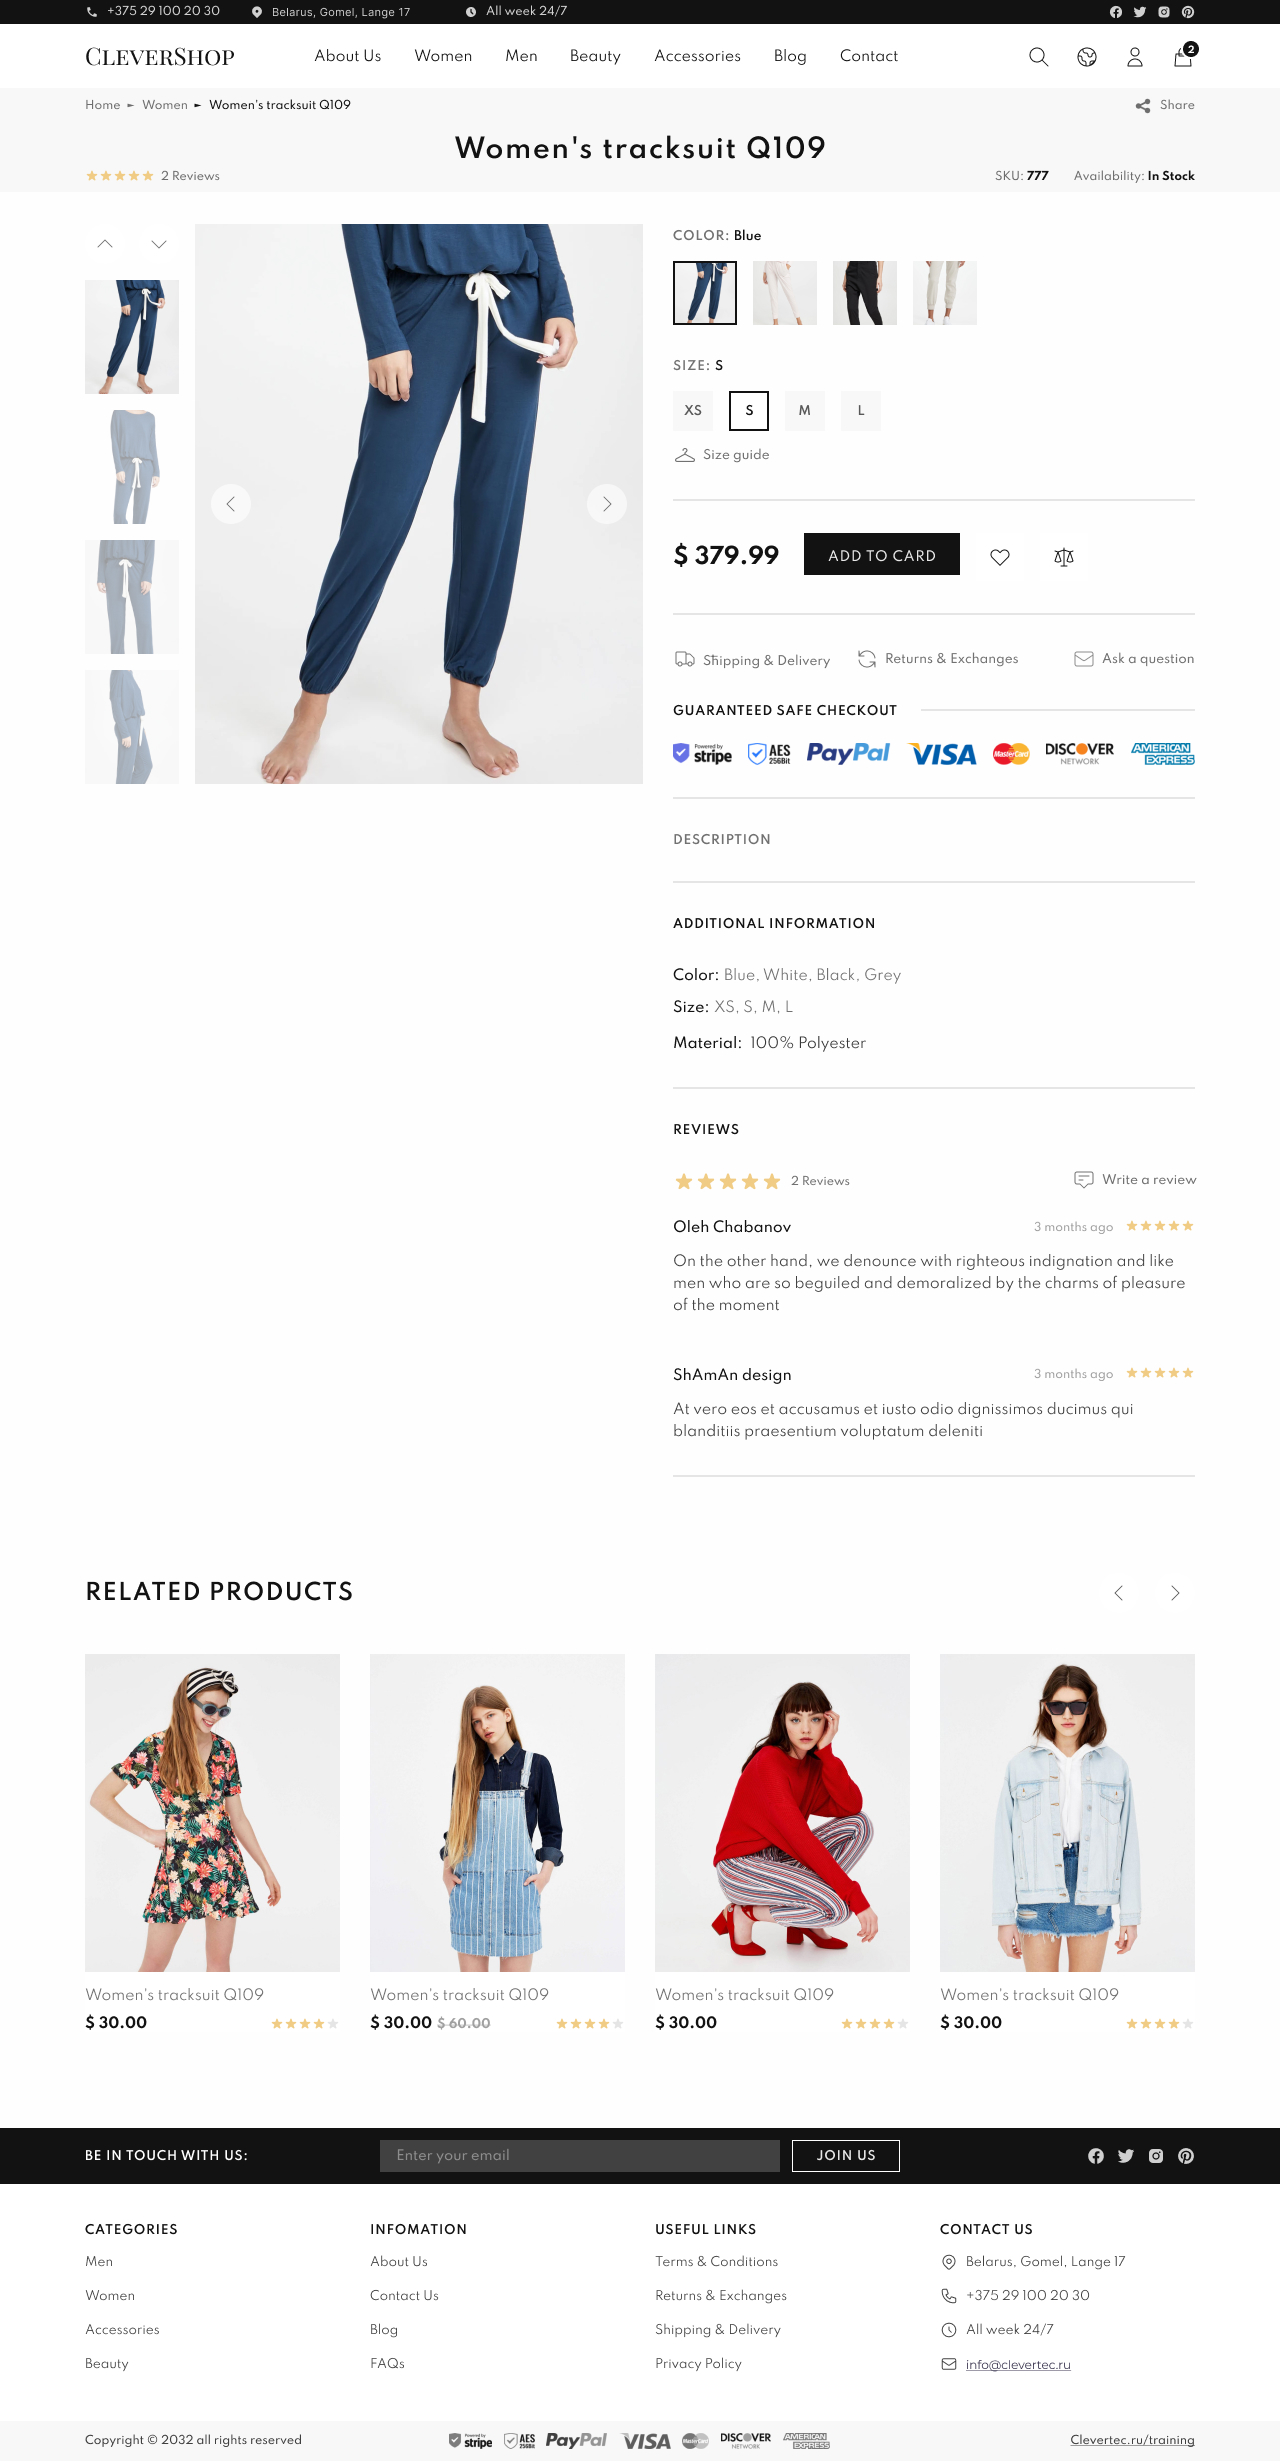 +375 29 100 20 30 Belarus, Gomel, Lange 17 All week 24/7
CleverShop About Us Women Men Beauty Accessories Blog Contact 2
Home ► Women ► Women's tracksuit Q109 Share
Women's tracksuit Q109
2 Reviews SKU: 777 Availability: In Stock
COLOR: Blue
SIZE: S
XS S M L
Size guide
$ 379.99 ADD TO CARD
Shipping & Delivery Returns & Exchanges Ask a question
GUARANTEED SAFE CHECKOUT
Powered by stripe AES 256Bit PayPal VISA MasterCard DISCOVER NETWORK AMERICAN EXPRESS
DESCRIPTION
ADDITIONAL INFORMATION
Color: Blue, White, Black, Grey
Size: XS, S, M, L
Material: 100% Polyester
REVIEWS
2 Reviews Write a review
Oleh Chabanov 3 months ago
On the other hand, we denounce with righteous indignation and like
men who are so beguiled and demoralized by the charms of pleasure
of the moment
ShAmAn design 3 months ago
At vero eos et accusamus et iusto odio dignissimos ducimus qui
blanditiis praesentium voluptatum deleniti
RELATED PRODUCTS
Women's tracksuit Q109 Women's tracksuit Q109 Women's tracksuit Q109 Women's tracksuit Q109
$ 30.00 $ 30.00 $ 60.00 $ 30.00 $ 30.00
BE IN TOUCH WITH US: Enter your email JOIN US
CATEGORIES INFOMATION USEFUL LINKS CONTACT US
Men About Us Terms & Conditions Belarus, Gomel, Lange 17
Women Contact Us Returns & Exchanges +375 29 100 20 30
Accessories Blog Shipping & Delivery All week 24/7
Beauty FAQs Privacy Policy info@clevertec.ru
Copyright © 2032 all rights reserved Powered by stripe AES 256Bit PayPal VISA MasterCard DISCOVER NETWORK AMERICAN EXPRESS Clevertec.ru/training